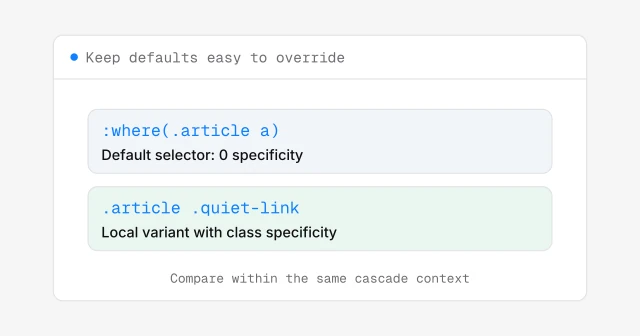 Keep defaults easy to override
:where(.article a)
Default selector: 0 specificity
.article .quiet-link
Local variant with class specificity
Compare within the same cascade context